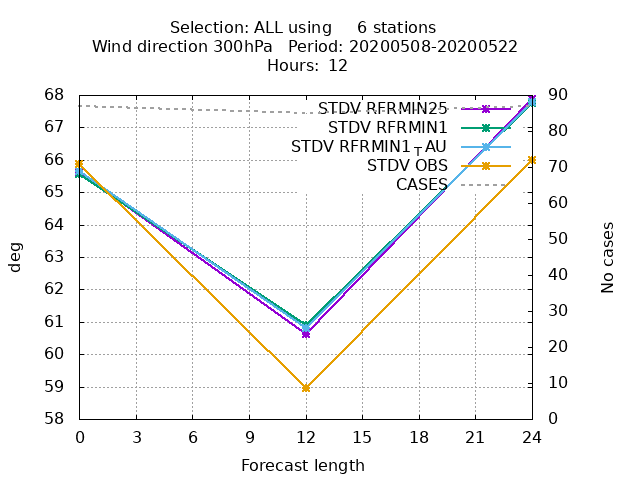 Selection: ALL using     6 stations
Wind direction 300hPa   Period: 20200508-20200522
Hours: 12
68 90
STDV RFRMIN25
STDV RFRMIN1
STDV RFRMIN1TAU
STDV OBS
CASES
67
66
65
64
63
62
61
60
59
58
80
70
60
50
40
30
20
10
0
deg
No cases
0 3 6 9 12 15 18 21 24
Forecast length